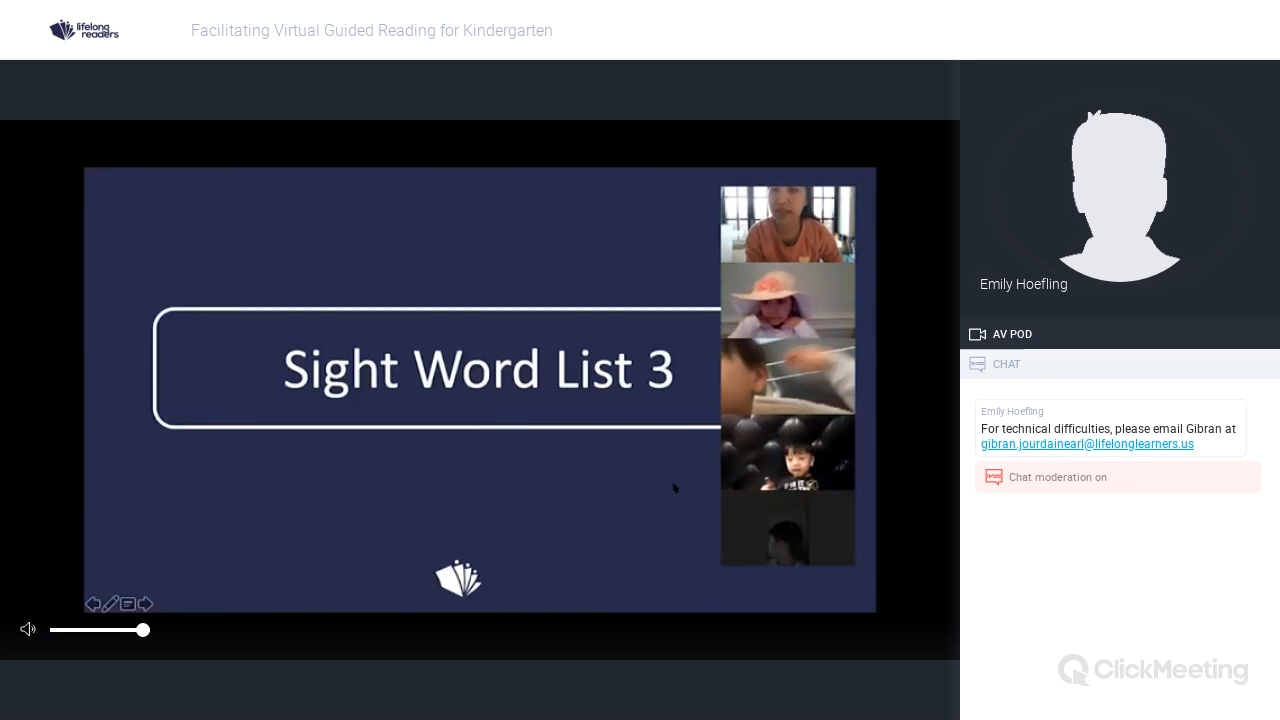 lifelong
readers
Facilitating Virtual Guided Reading for Kindergarten
Sight Word List 3
Emily Hoefling
AV POD
CHAT
Emily Hoefling
For technical difficulties, please email Gibran at
gibran.jourdainearl@lifelonglearners.us
Chat moderation on
ClickMeeting